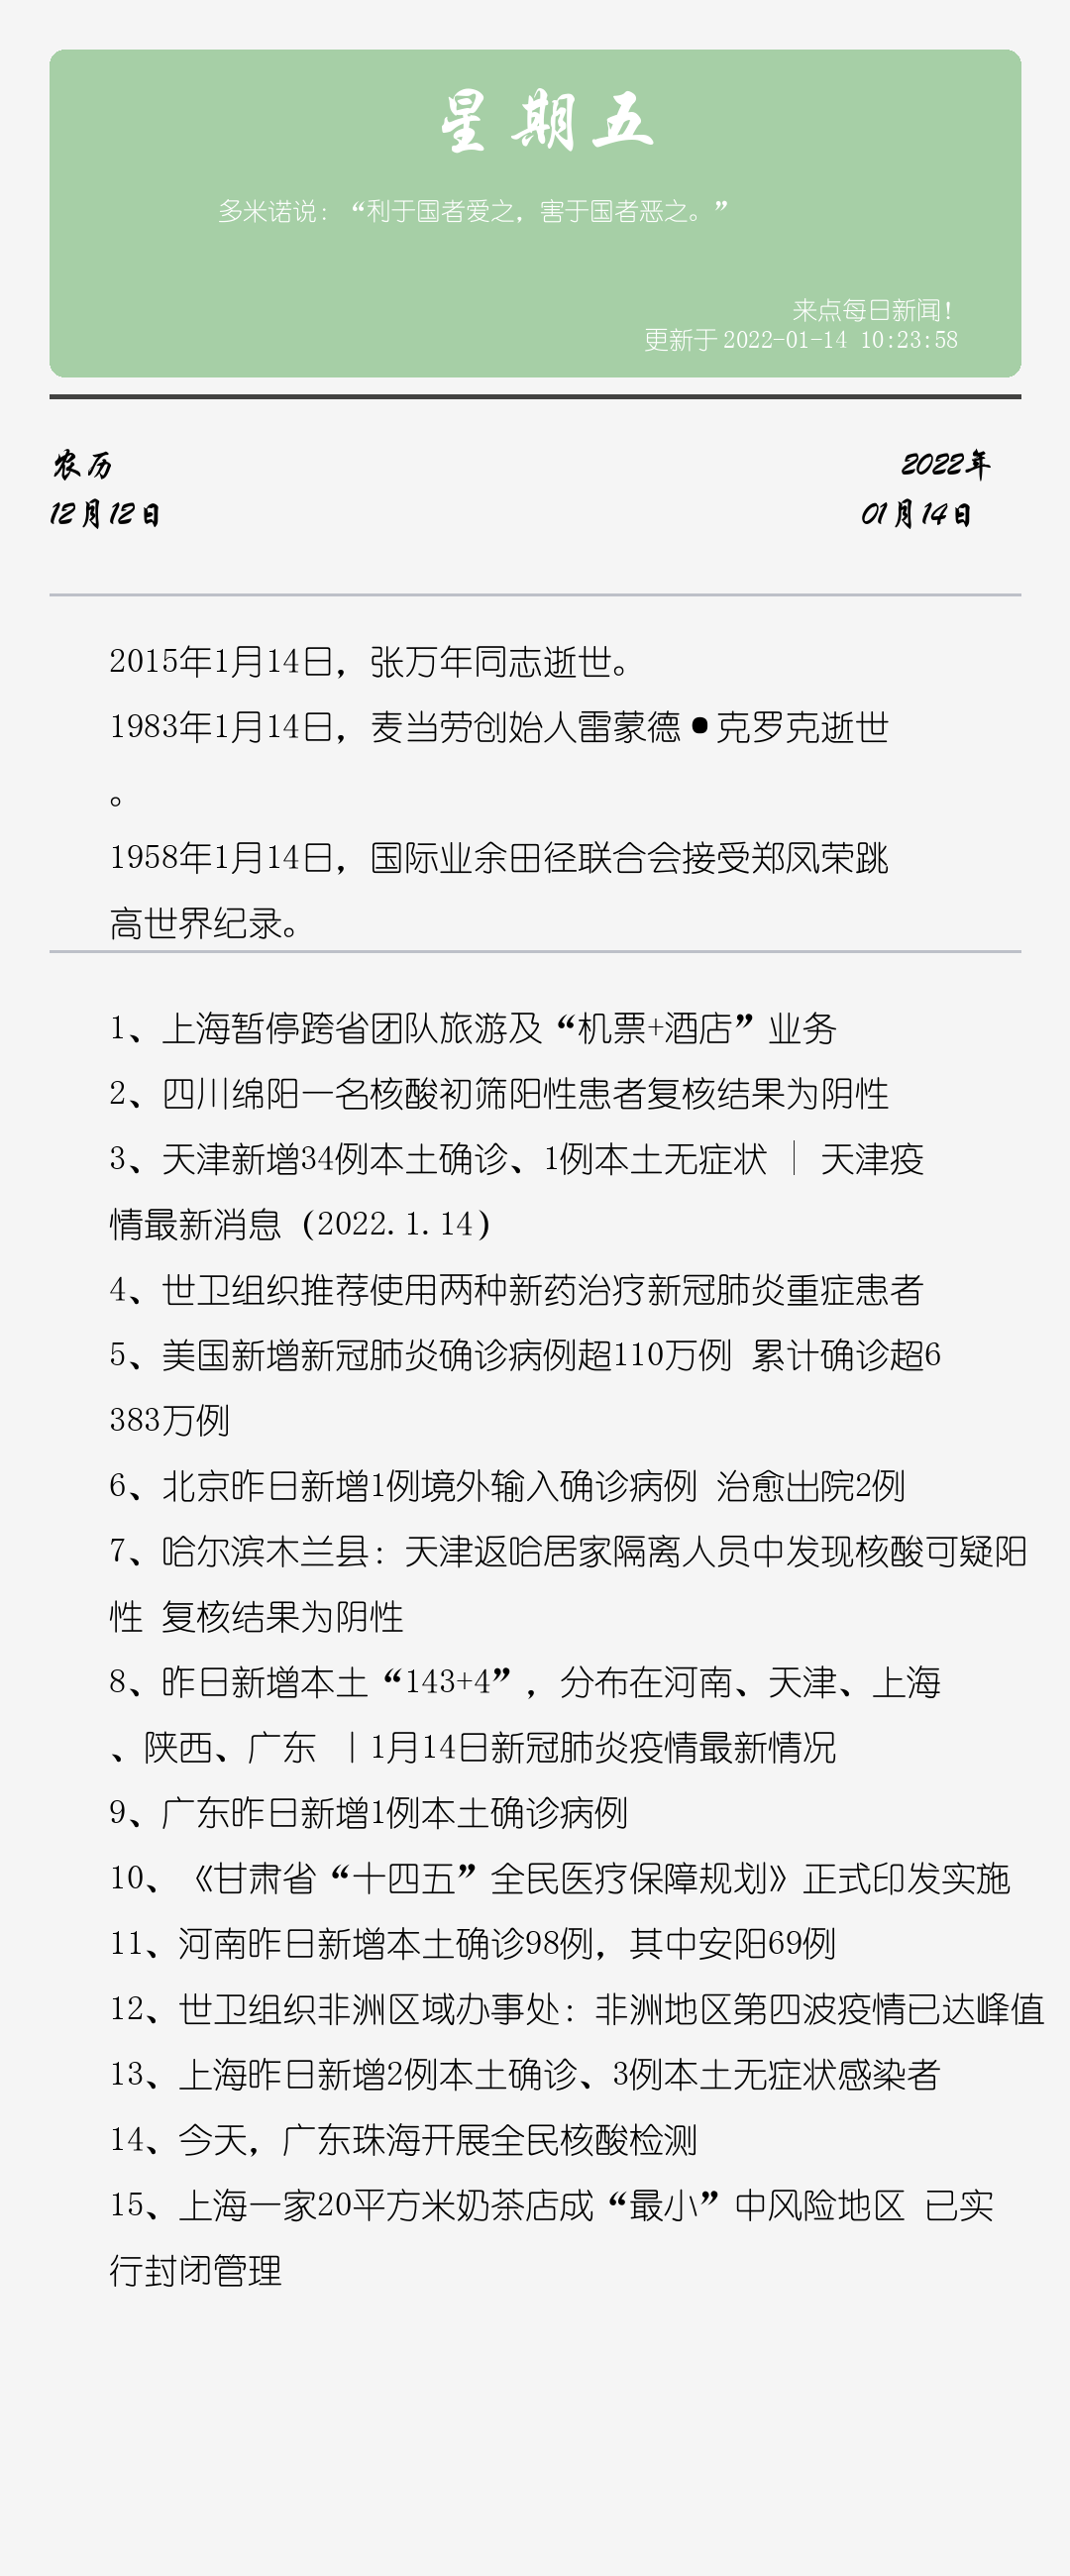 星期五
多米诺说：“利于国者爱之，害于国者恶之。”
来点每日新闻！
更新于 2022-01-14 10:23:58
农历
2022年
12月12日
01月14日
2015年1月14日，张万年同志逝世。
1983年1月14日，麦当劳创始人雷蒙德•克罗克逝世
。
1958年1月14日，国际业余田径联合会接受郑凤荣跳
高世界纪录。
1、上海暂停跨省团队旅游及“机票+酒店”业务
2、四川绵阳一名核酸初筛阳性患者复核结果为阴性
3、天津新增34例本土确诊、1例本土无症状 │ 天津疫
情最新消息（2022.1.14）
4、世卫组织推荐使用两种新药治疗新冠肺炎重症患者
5、美国新增新冠肺炎确诊病例超110万例 累计确诊超6
383万例
6、北京昨日新增1例境外输入确诊病例 治愈出院2例
7、哈尔滨木兰县：天津返哈居家隔离人员中发现核酸可疑阳
性 复核结果为阴性
8、昨日新增本土“143+4”，分布在河南、天津、上海
、陕西、广东 ｜1月14日新冠肺炎疫情最新情况
9、广东昨日新增1例本土确诊病例
10、《甘肃省“十四五”全民医疗保障规划》正式印发实施
11、河南昨日新增本土确诊98例，其中安阳69例
12、世卫组织非洲区域办事处：非洲地区第四波疫情已达峰值
13、上海昨日新增2例本土确诊、3例本土无症状感染者
14、今天，广东珠海开展全民核酸检测
15、上海一家20平方米奶茶店成“最小”中风险地区 已实
行封闭管理